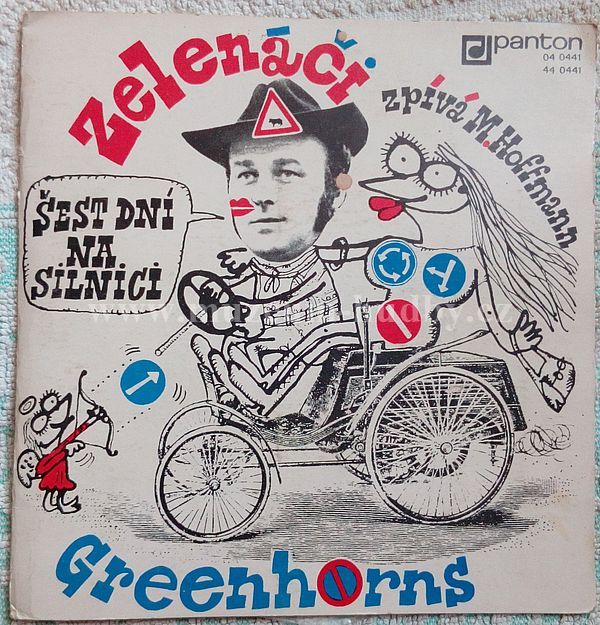 Zelenáči
panton
04 0441
44 0441
zpívá M. Hoffmann
ŠEST DNÍ
NA
SILNICI
Greenhorns